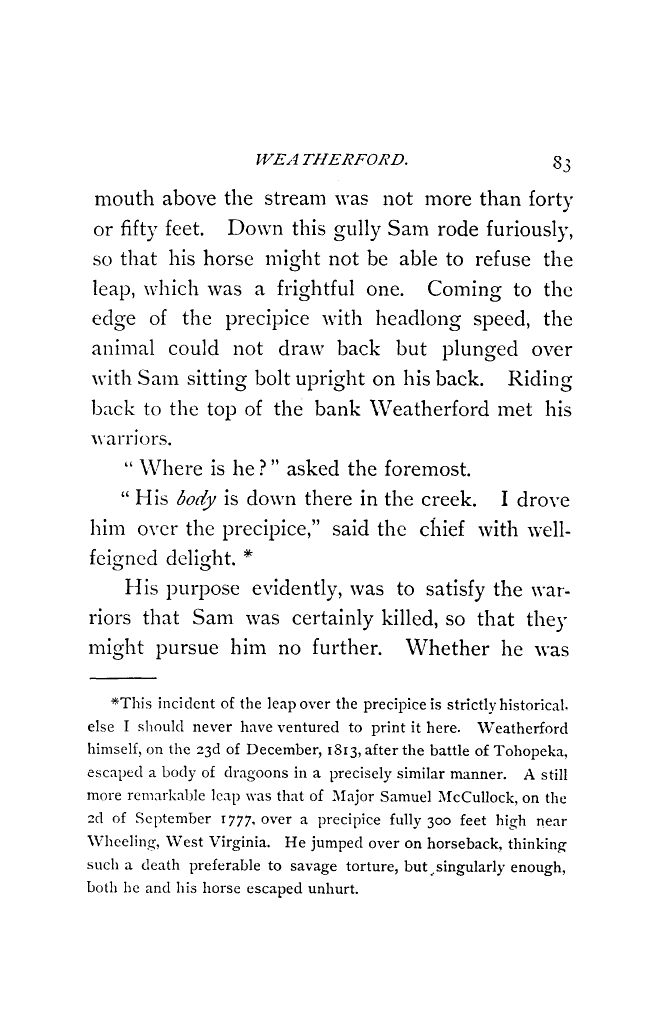 WEATHERFORD. 83
mouth above the stream was not more than forty
or fifty feet. Down this gully Sam rode furiously,
so that his horse might not be able to refuse the
leap, which was a frightful one. Coming to the
edge of the precipice with headlong speed, the
animal could not draw back but plunged over
with Sam sitting bolt upright on his back. Riding
back to the top of the bank Weatherford met his
warriors.
" Where is he?" asked the foremost.
" His body is down there in the creek. I drove
him over the precipice," said the chief with well-
feigned delight. *
His purpose evidently, was to satisfy the war-
riors that Sam was certainly killed, so that they
might pursue him no further. Whether he was
*This incident of the leap over the precipice is strictly historical.
else I should never have ventured to print it here. Weatherford
himself, on the 23d of December, 1813, after the battle of Tohopeka,
escaped a body of dragoons in a precisely similar manner. A still
more remarkable leap was that of Major Samuel McCullock, on the
2d of September 1777, over a precipice fully 300 feet high near
Wheeling, West Virginia. He jumped over on horseback, thinking
such a death preferable to savage torture, but singularly enough,
both he and his horse escaped unhurt.